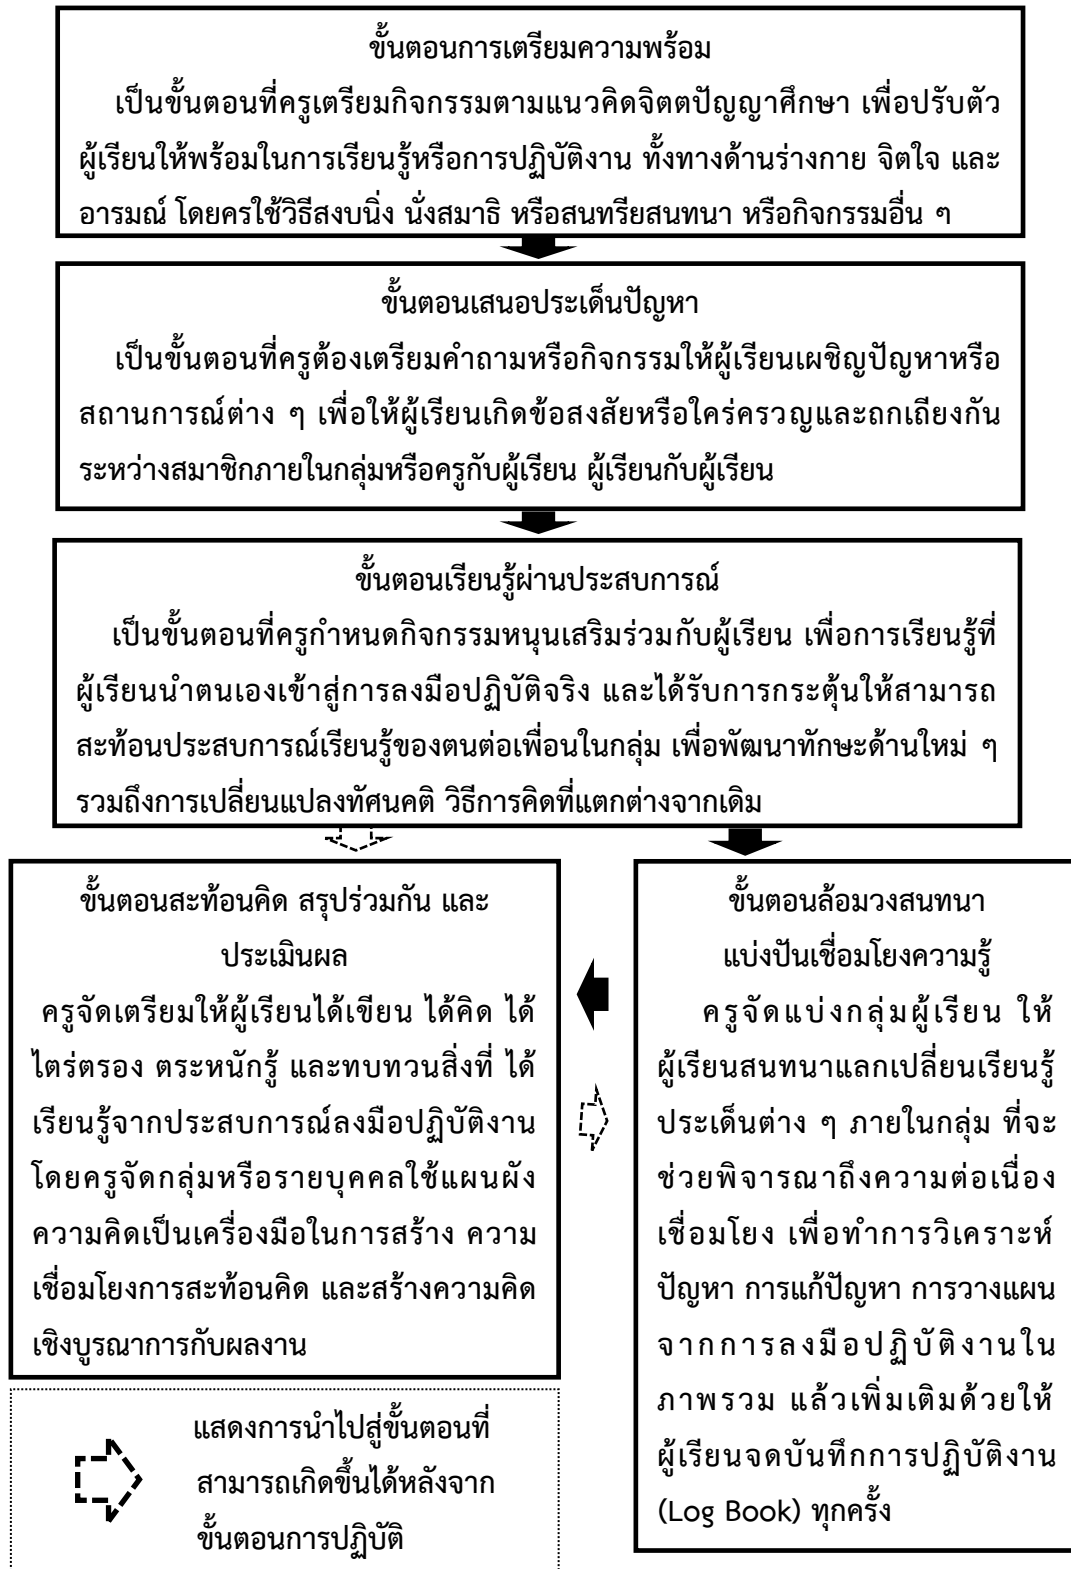 ขั้นตอนการเตรียมความพร้อม
เป็นขั้นตอนที่ครูเตรียมกิจกรรมตามแนวคิดจิตตปัญญาศึกษา เพื่อปรับตัว
ผู้เรียนให้พร้อมในการเรียนรู้หรือการปฏิบัติงาน ทั้งทางด้านร่างกาย จิตใจ และ
อารมณ์ โดยครูใช้วิธีสงบนิ่ง นั่งสมาธิ หรือสุนทรียสนทนา หรือกิจกรรมอื่น ๆ
ขั้นตอนเสนอประเด็นปัญหา
เป็นขั้นตอนที่ครูต้องเตรียมคำถามหรือกิจกรรมให้ผู้เรียนเผชิญปัญหาหรือ
สถานการณ์ต่าง ๆ เพื่อให้ผู้เรียนเกิดข้อสงสัยหรือใคร่ครวญและถกเถียงกัน
ระหว่างสมาชิกภายในกลุ่มหรือครูกับผู้เรียน ผู้เรียนกับผู้เรียน
ขั้นตอนเรียนรู้ผ่านประสบการณ์
เป็นขั้นตอนที่ครูกำหนดกิจกรรมหนุนเสริมร่วมกับผู้เรียน เพื่อการเรียนรู้ที่
ผู้เรียนนำตนเองเข้าสู่การลงมือปฏิบัติจริง และได้รับการกระตุ้นให้สามารถ
สะท้อนประสบการณ์เรียนรู้ของตนต่อเพื่อนในกลุ่ม เพื่อพัฒนาทักษะด้านใหม่ ๆ
รวมถึงการเปลี่ยนแปลงทัศนคติ วิธีการคิดที่แตกต่างจากเดิม
ขั้นตอนสะท้อนคิด สรุปร่วมกัน และ
ประเมินผล
ครูจัดเตรียมให้ผู้เรียนได้เขียน ได้คิด ได้
ไตร่ตรอง ตระหนักรู้ และทบทวนสิ่งที่ ได้
เรียนรู้จากประสบการณ์ลงมือปฏิบัติงาน
โดยครูจัดกลุ่มหรือรายบุคคลใช้แผนผัง
ความคิดเป็นเครื่องมือในการสร้าง ความ
เชื่อมโยงการสะท้อนคิด และสร้างความคิด
เชิงบูรณาการกับผลงาน
ขั้นตอนล้อมวงสนทนา
แบ่งปันเชื่อมโยงความรู้
ครูจัดแบ่งกลุ่มผู้เรียน ให้
ผู้เรียนสนทนาแลกเปลี่ยนเรียนรู้
ประเด็นต่าง ๆ ภายในกลุ่ม ที่จะ
ช่วยพิจารณาถึงความต่อเนื่อง
เชื่อมโยง เพื่อทำการวิเคราะห์
ปัญหา การแก้ปัญหา การวางแผน
จากการลงมือปฏิบัติงานใน
ภาพรวม แล้วเพิ่มเติมด้วยให้
ผู้เรียนจดบันทึกการปฏิบัติงาน
(Log Book) ทุกครั้ง
แสดงการนำไปสู่ขั้นตอนที่
สามารถเกิดขึ้นได้หลังจาก
ขั้นตอนการปฏิบัติ